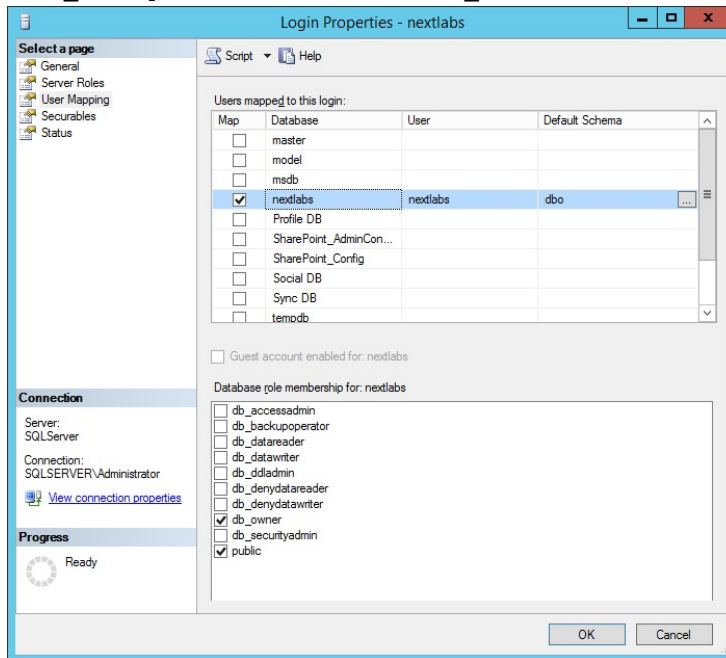 Login Properties - nextlabs
Select a page
General
Server Roles
User Mapping
Securables
Status
Script Help
Users mapped to this login:
Map Database User Default Schema
master
model
msdb
nextlabs nextlabs dbo ...
Profile DB
SharePoint_AdminCon...
SharePoint_Config
Social DB
Sync DB
tempdb
Guest account enabled for: nextlabs
Database role membership for: nextlabs
db_accessadmin
db_backupoperator
db_datareader
db_datawriter
db_ddladmin
db_denydatareader
db_denydatawriter
db_owner
db_securityadmin
public
Connection
Server:
SQLServer
Connection:
SQLSERVER\Administrator
View connection properties
Progress
Ready
OK Cancel